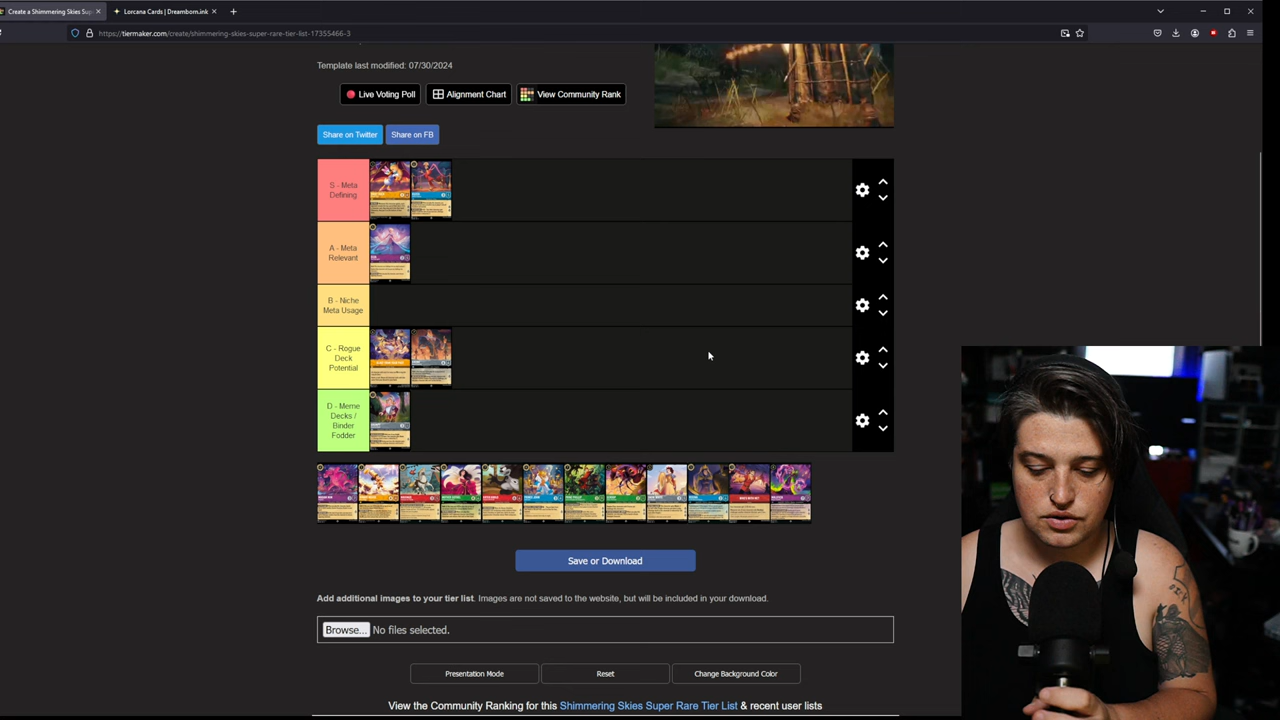 Create a Shimmering Skies Sup
Lorcana Cards | Dreamborn.ink
https://tiermaker.com/create/shimmering-skies-super-rare-tier-list-17355466-3
Template last modified: 07/30/2024
Live Voting Poll
Alignment Chart
View Community Rank
Share on Twitter
Share on FB
S - Meta
Defining
A - Meta
Relevant
B - Niche
Meta Usage
C - Rogue
Deck
Potential
D - Meme
Decks /
Binder
Fodder
Save or Download
Add additional images to your tier list. Images are not saved to the website, but will be included in your download.
Browse... No files selected.
Presentation Mode
Reset
Change Background Color
View the Community Ranking for this Shimmering Skies Super Rare Tier List & recent user lists